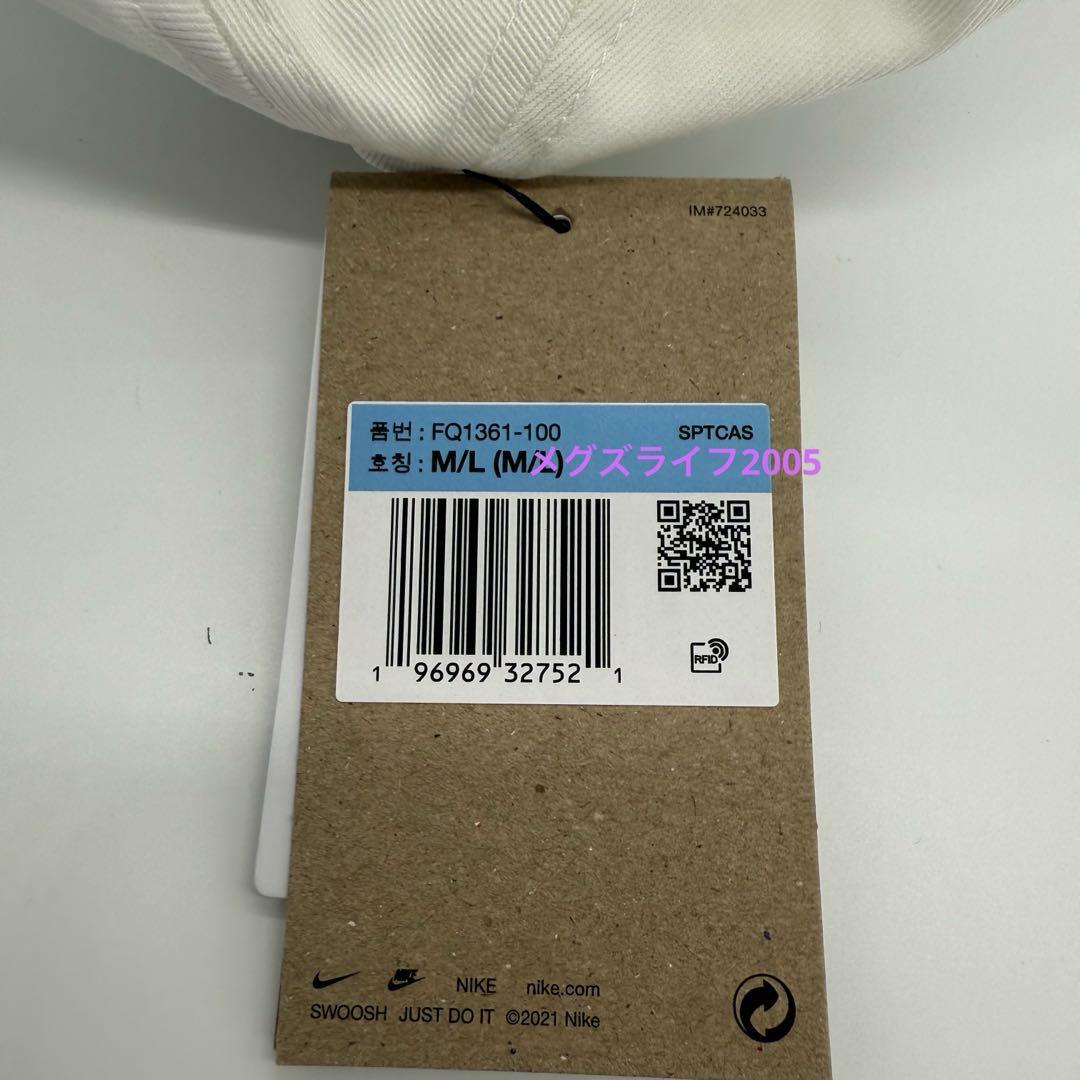 IM#724033
품번 : FQ1361-100 SPTCAS
호칭 : M/L (M/L)
メグズライフ2005
1 96969 32752 1
RFID
NIKE NIKE nike.com
SWOOSH JUST DO IT ©2021 Nike